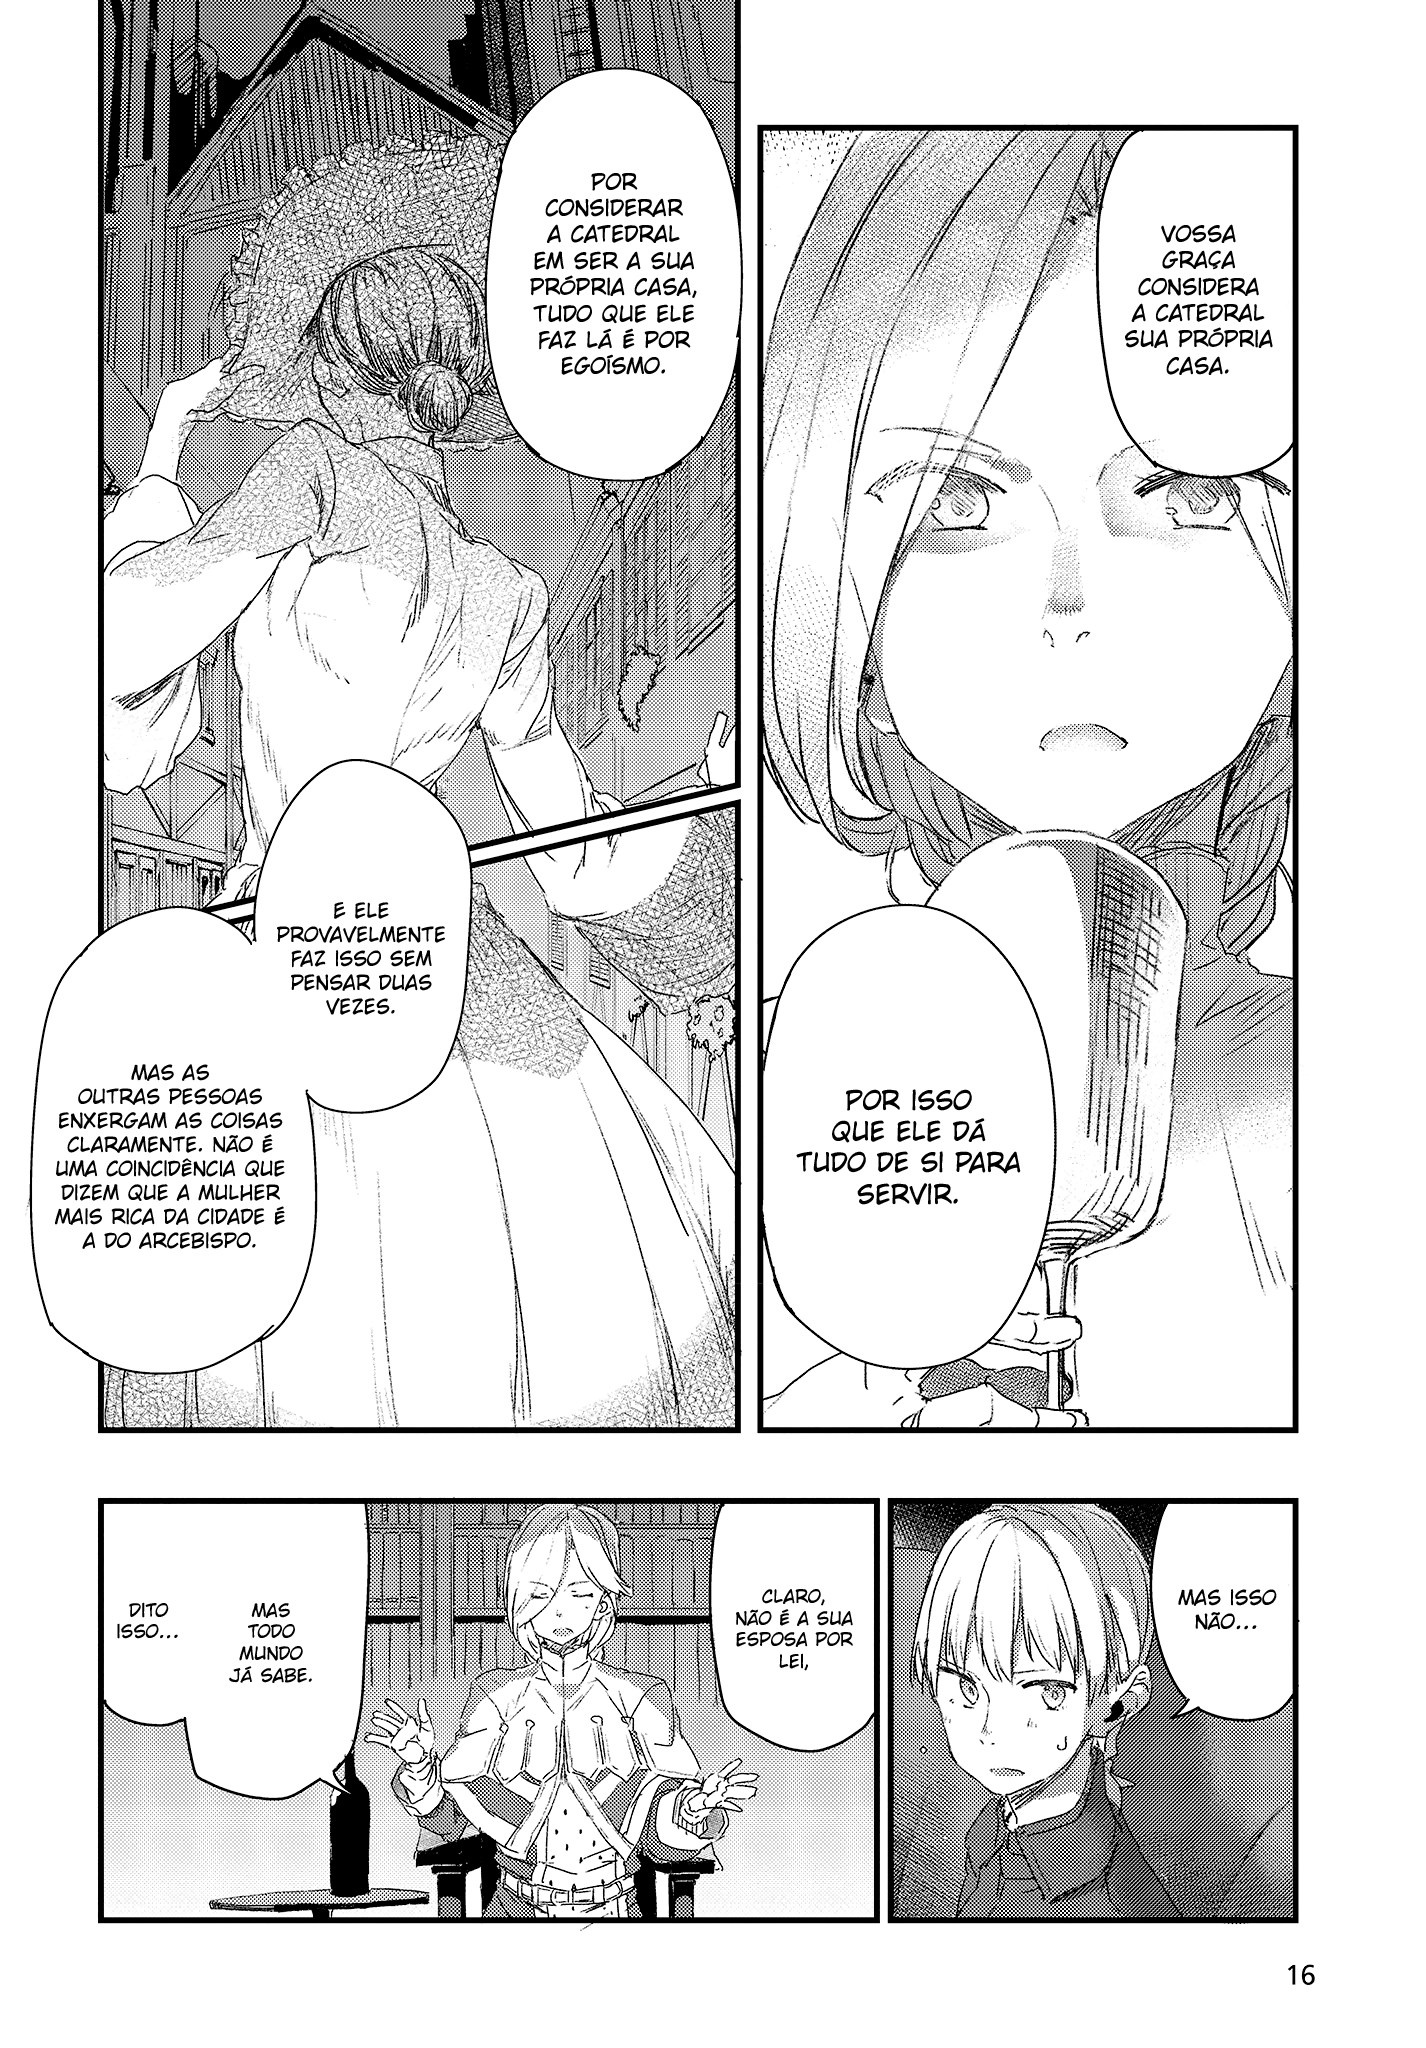 VOSSA
GRAÇA
CONSIDERA
A CATEDRAL
SUA PRÓPRIA
CASA.
POR ISSO
QUE ELE DÁ
TUDO DE SI PARA
SERVIR.
POR
CONSIDERAR
A CATEDRAL
EM SER A SUA
PRÓPRIA CASA,
TUDO QUE ELE
FAZ LÁ É POR
EGOÍSMO.
E ELE
PROVAVELMENTE
FAZ ISSO SEM
PENSAR DUAS
VEZES.
MAS AS
OUTRAS PESSOAS
ENXERGAM AS COISAS
CLARAMENTE. NÃO É
UMA COINCIDÊNCIA QUE
DIZEM QUE A MULHER
MAIS RICA DA CIDADE É
A DO ARCEBISPO.
MAS ISSO
NÃO...
CLARO,
NÃO É A SUA
ESPOSA POR
LEI,
MAS
TODO
MUNDO
JÁ SABE.
DITO
ISSO...
16